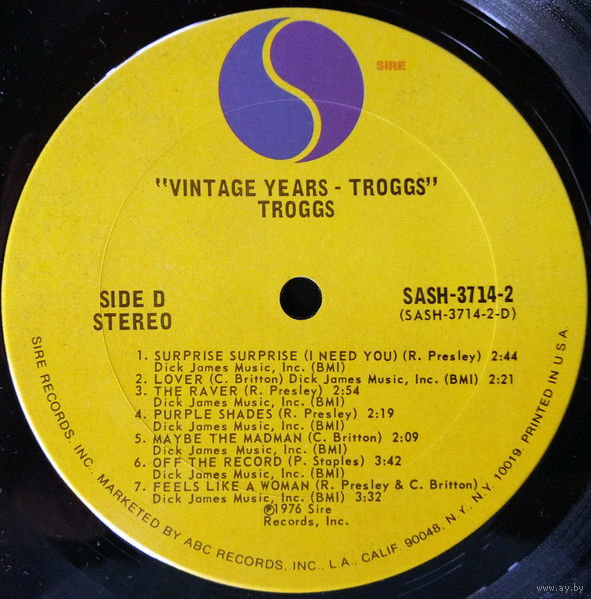 SIRE
"VINTAGE YEARS - TROGGS"
TROGGS
SIDE D
STEREO
SASH-3714-2
(SASH-3714-2-D)
1. SURPRISE SURPRISE (I NEED YOU) (R. Presley) 2:44
Dick James Music, Inc. (BMI)
2. LOVER (C. Britton) Dick James Music, Inc. (BMI) 2:21
3. THE RAVER (R. Presley) 2:54
Dick James Music, Inc. (BMI)
4. PURPLE SHADES (R. Presley) 2:19
Dick James Music, Inc. (BMI)
5. MAYBE THE MADMAN (C. Britton) 2:09
Dick James Music, Inc. (BMI)
6. OFF THE RECORD (P. Staples) 3:42
Dick James Music, Inc. (BMI)
7. FEELS LIKE A WOMAN (R. Presley & C. Britton)
Dick James Music, Inc. (BMI) 3:32
℗1976 Sire
Records, Inc.
SIRE RECORDS, INC., MARKETED BY ABC RECORDS, INC., L.A., CALIF. 90048, N.Y., N.Y. 10019. PRINTED IN U.S.A.
www.ay.by